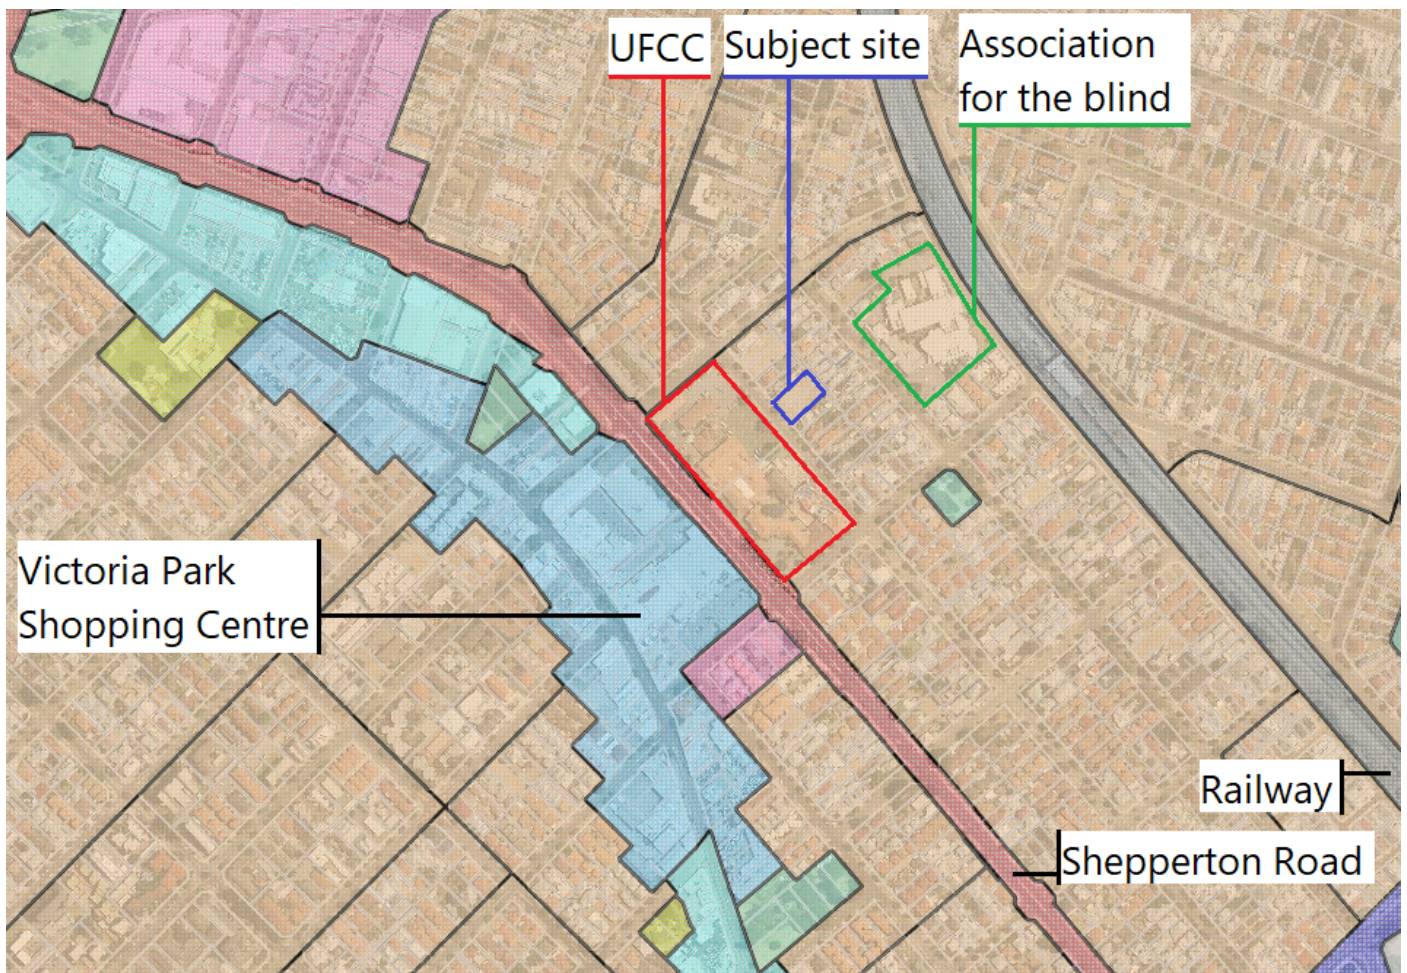 UFCC
Subject site
Association
for the blind
Victoria Park
Shopping Centre
Railway
Shepperton Road